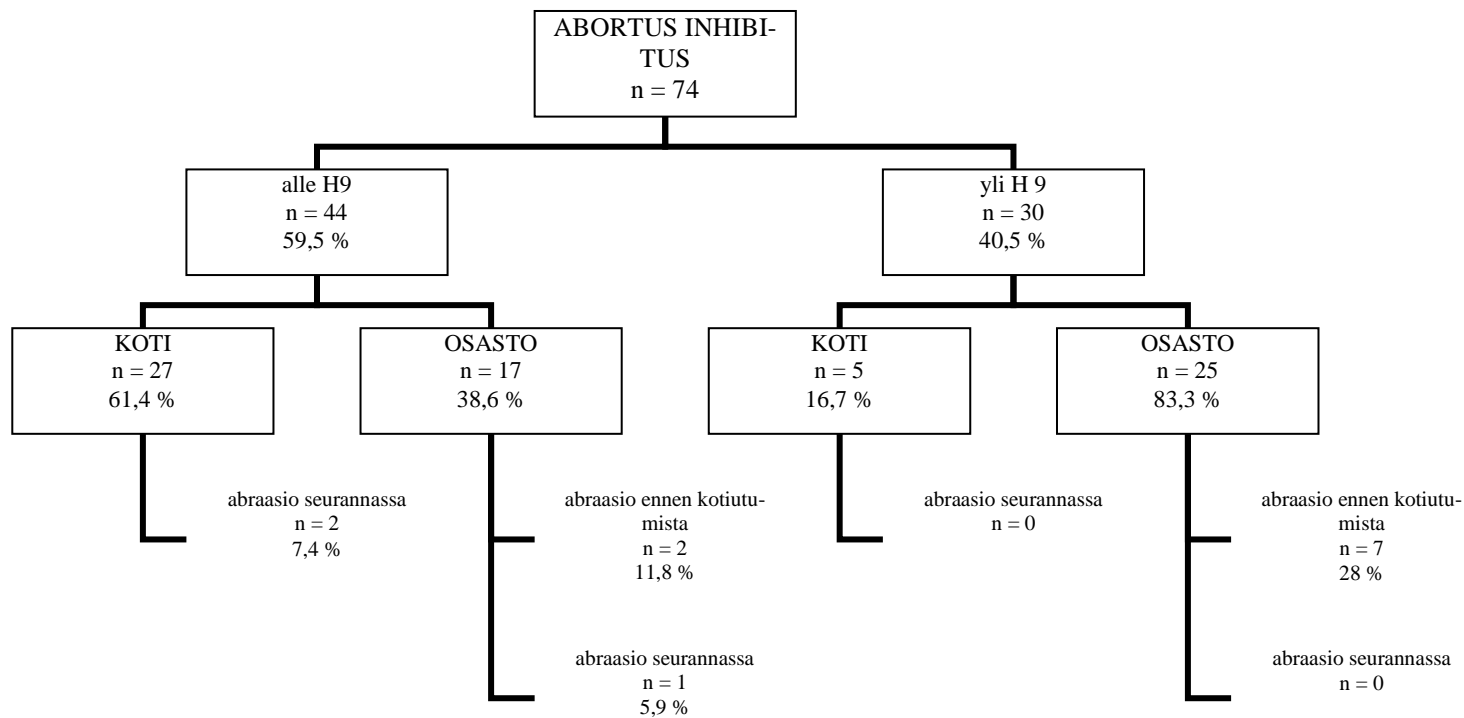 ABORTUS INHIBI-
TUS
n = 74
alle H9
n = 44
59,5 %
yli H 9
n = 30
40,5 %
KOTI
n = 27
61,4 %
OSASTO
n = 17
38,6 %
KOTI
n = 5
16,7 %
OSASTO
n = 25
83,3 %
abraasio seurannassa
n = 2
7,4 %
abraasio ennen kotiutu-
mista
n = 2
11,8 %
abraasio seurannassa
n = 0
abraasio ennen kotiutu-
mista
n = 7
28 %
abraasio seurannassa
n = 1
5,9 %
abraasio seurannassa
n = 0